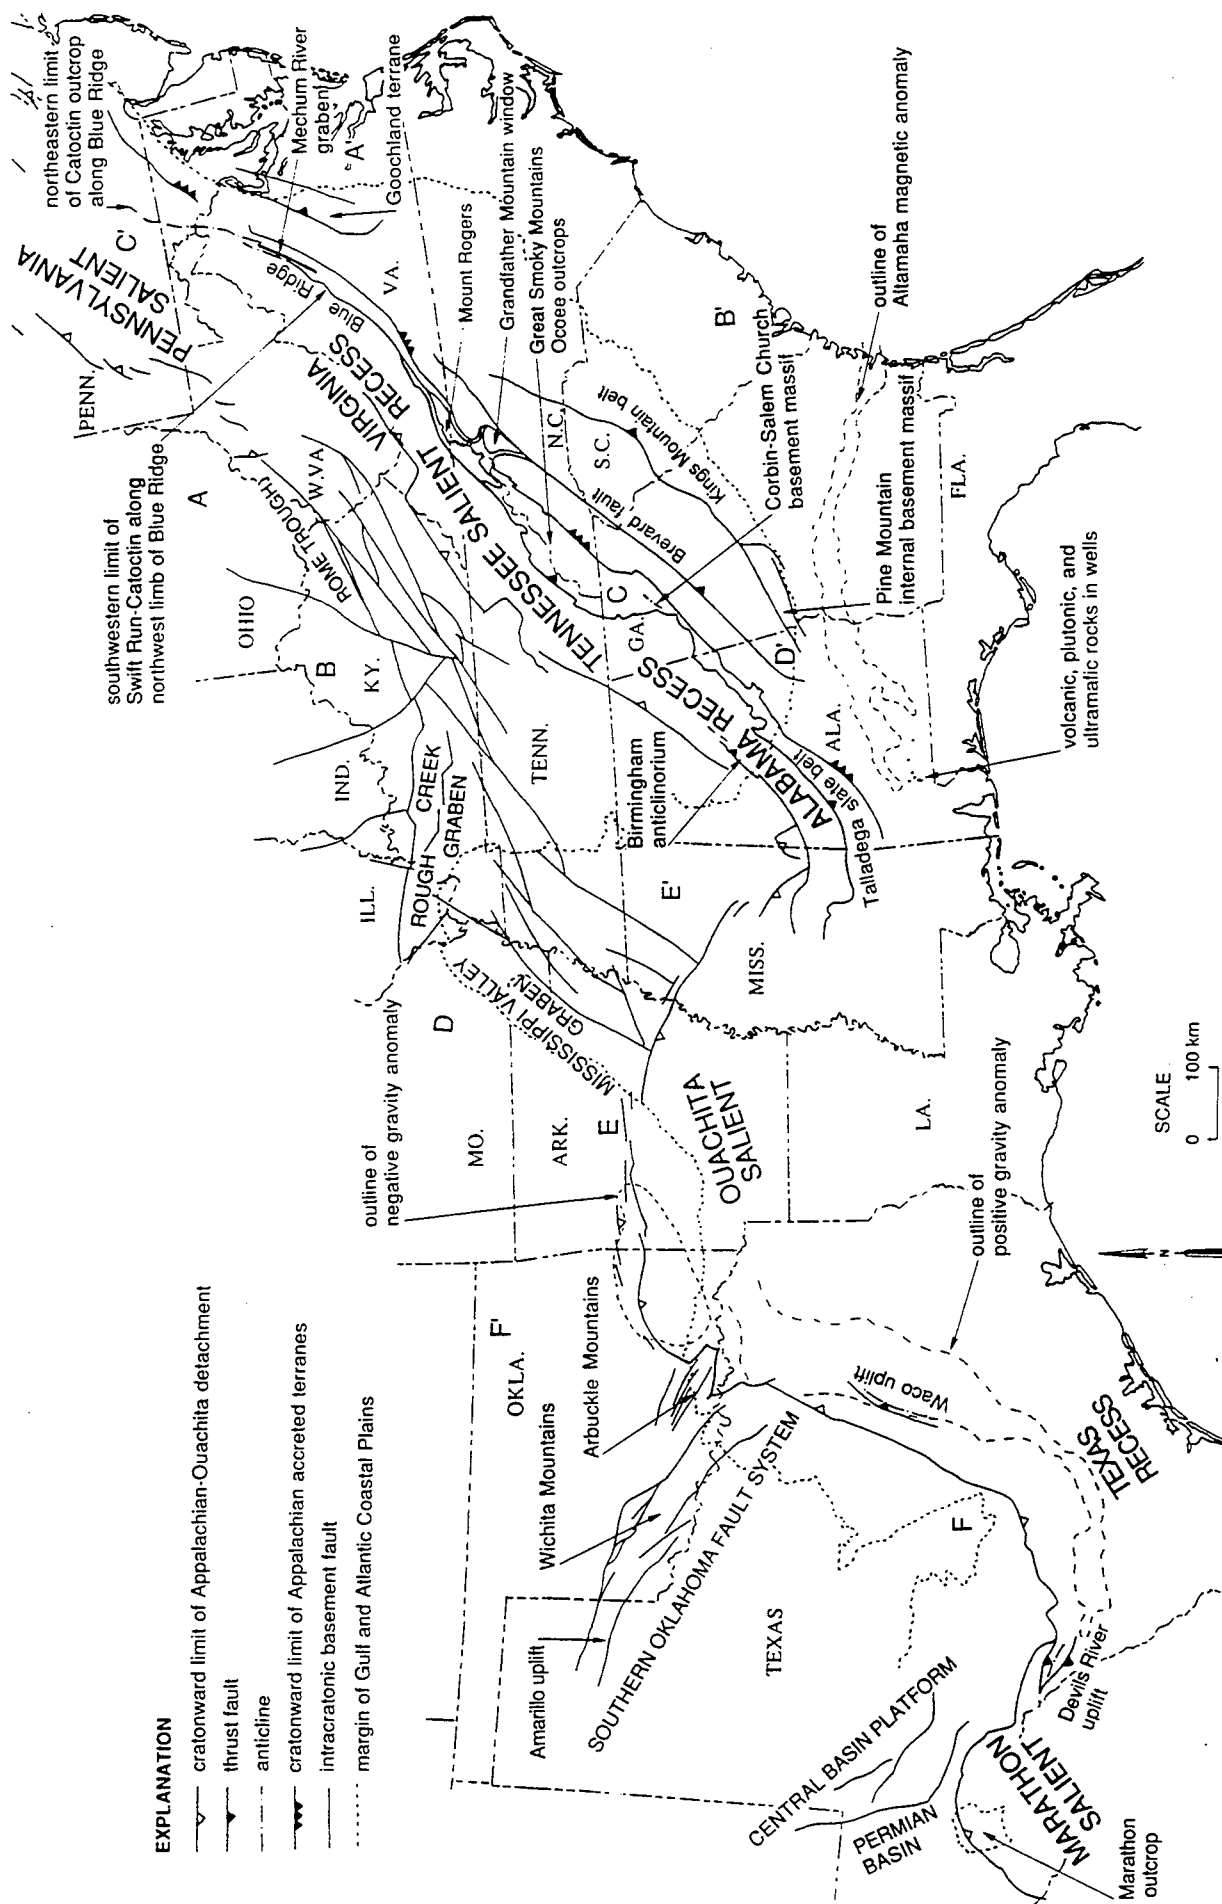 EXPLANATION
cratonward limit of Appalachian-Ouachita detachment
thrust fault
anticline
cratonward limit of Appalachian accreted terranes
intracratonic basement fault
margin of Gulf and Atlantic Coastal Plains
outline of
negative gravity anomaly
southwestern limit of
Swift Run-Catoctin along
northwest limb of Blue Ridge
northeastern limit
of Catoctin outcrop
along Blue Ridge
Mechum River
graben
Goochland terrane
Mount Rogers
Grandfather Mountain window
Great Smoky Mountains
Ocoee outcrops
Corbin-Salem Church
basement massif
outline of
Altamaha magnetic anomaly
Pine Mountain
internal basement massif
volcanic, plutonic, and
ultramafic rocks in wells
PENNSYLVANIA
SALIENT
VIRGINIA
RECESS
TENNESSEE SALIENT
ALABAMA RECESS
OUACHITA
SALIENT
TEXAS
RECESS
MARATHON
SALIENT
PENN.
OHIO
W.VA.
VA.
KY.
IND.
ILL.
TENN.
N.C.
S.C.
GA.
FLA.
ALA.
MISS.
MO.
ARK.
LA.
OKLA.
TEXAS
A
A'
B
B'
C
C'
D
D'
E
E'
F
F'
Blue Ridge
ROME TROUGH
ROUGH CREEK
GRABEN
MISSISSIPPI VALLEY
GRABEN
Brevard fault
Kings Mountain belt
Birmingham
anticlinorium
Talladega slate belt
Arbuckle Mountains
Wichita Mountains
Amarillo uplift
SOUTHERN OKLAHOMA FAULT SYSTEM
CENTRAL BASIN PLATFORM
PERMIAN
BASIN
Marathon
outcrop
Devils River
uplift
Waco uplift
outline of
positive gravity anomaly
SCALE
0 100 km
N